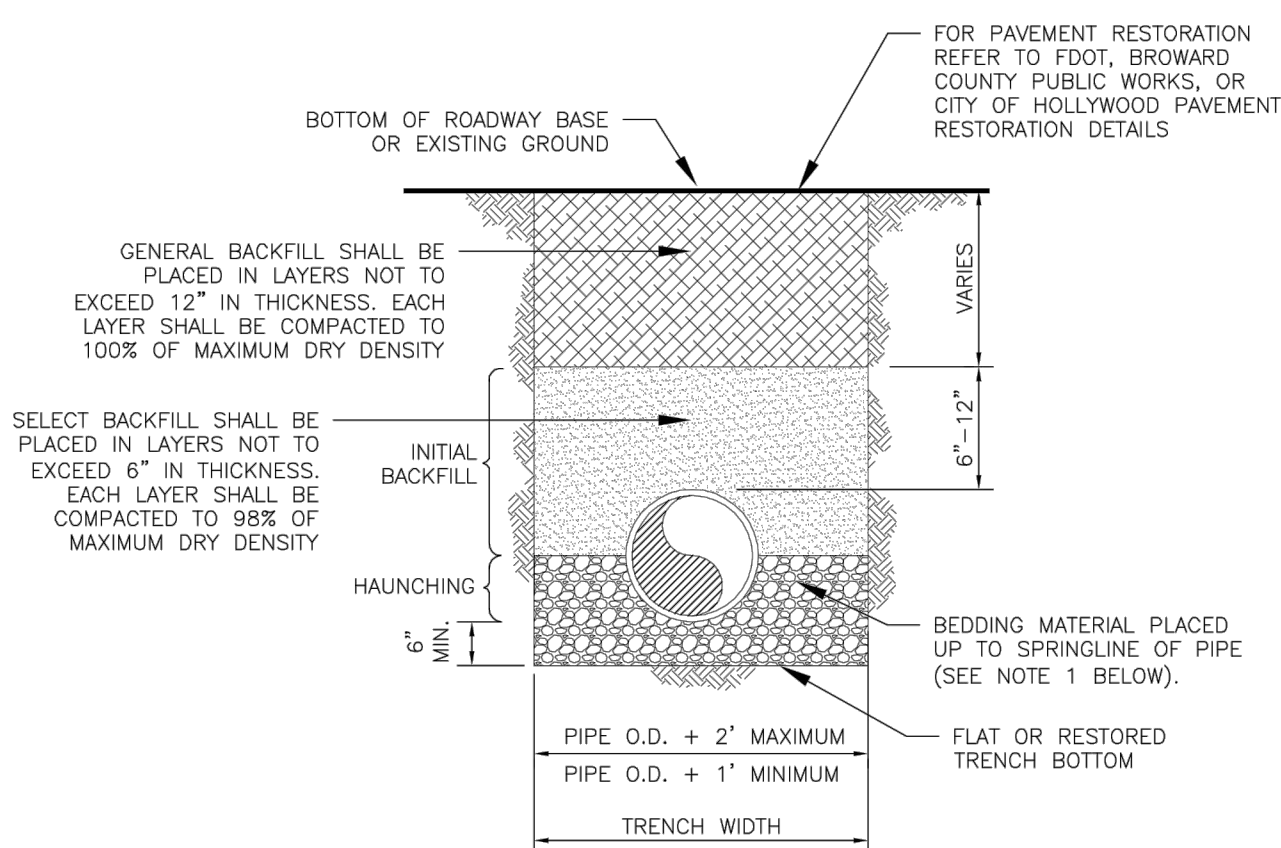 FOR PAVEMENT RESTORATION
REFER TO FDOT, BROWARD
COUNTY PUBLIC WORKS, OR
CITY OF HOLLYWOOD PAVEMENT
RESTORATION DETAILS
BOTTOM OF ROADWAY BASE
OR EXISTING GROUND
GENERAL BACKFILL SHALL BE
PLACED IN LAYERS NOT TO
EXCEED 12" IN THICKNESS. EACH
LAYER SHALL BE COMPACTED TO
100% OF MAXIMUM DRY DENSITY
VARIES
SELECT BACKFILL SHALL BE
PLACED IN LAYERS NOT TO
EXCEED 6" IN THICKNESS.
EACH LAYER SHALL BE
COMPACTED TO 98% OF
MAXIMUM DRY DENSITY
INITIAL
BACKFILL
6"-12"
HAUNCHING
6"
MIN.
BEDDING MATERIAL PLACED
UP TO SPRINGLINE OF PIPE
(SEE NOTE 1 BELOW).
FLAT OR RESTORED
TRENCH BOTTOM
PIPE O.D. + 2' MAXIMUM
PIPE O.D. + 1' MINIMUM
TRENCH WIDTH